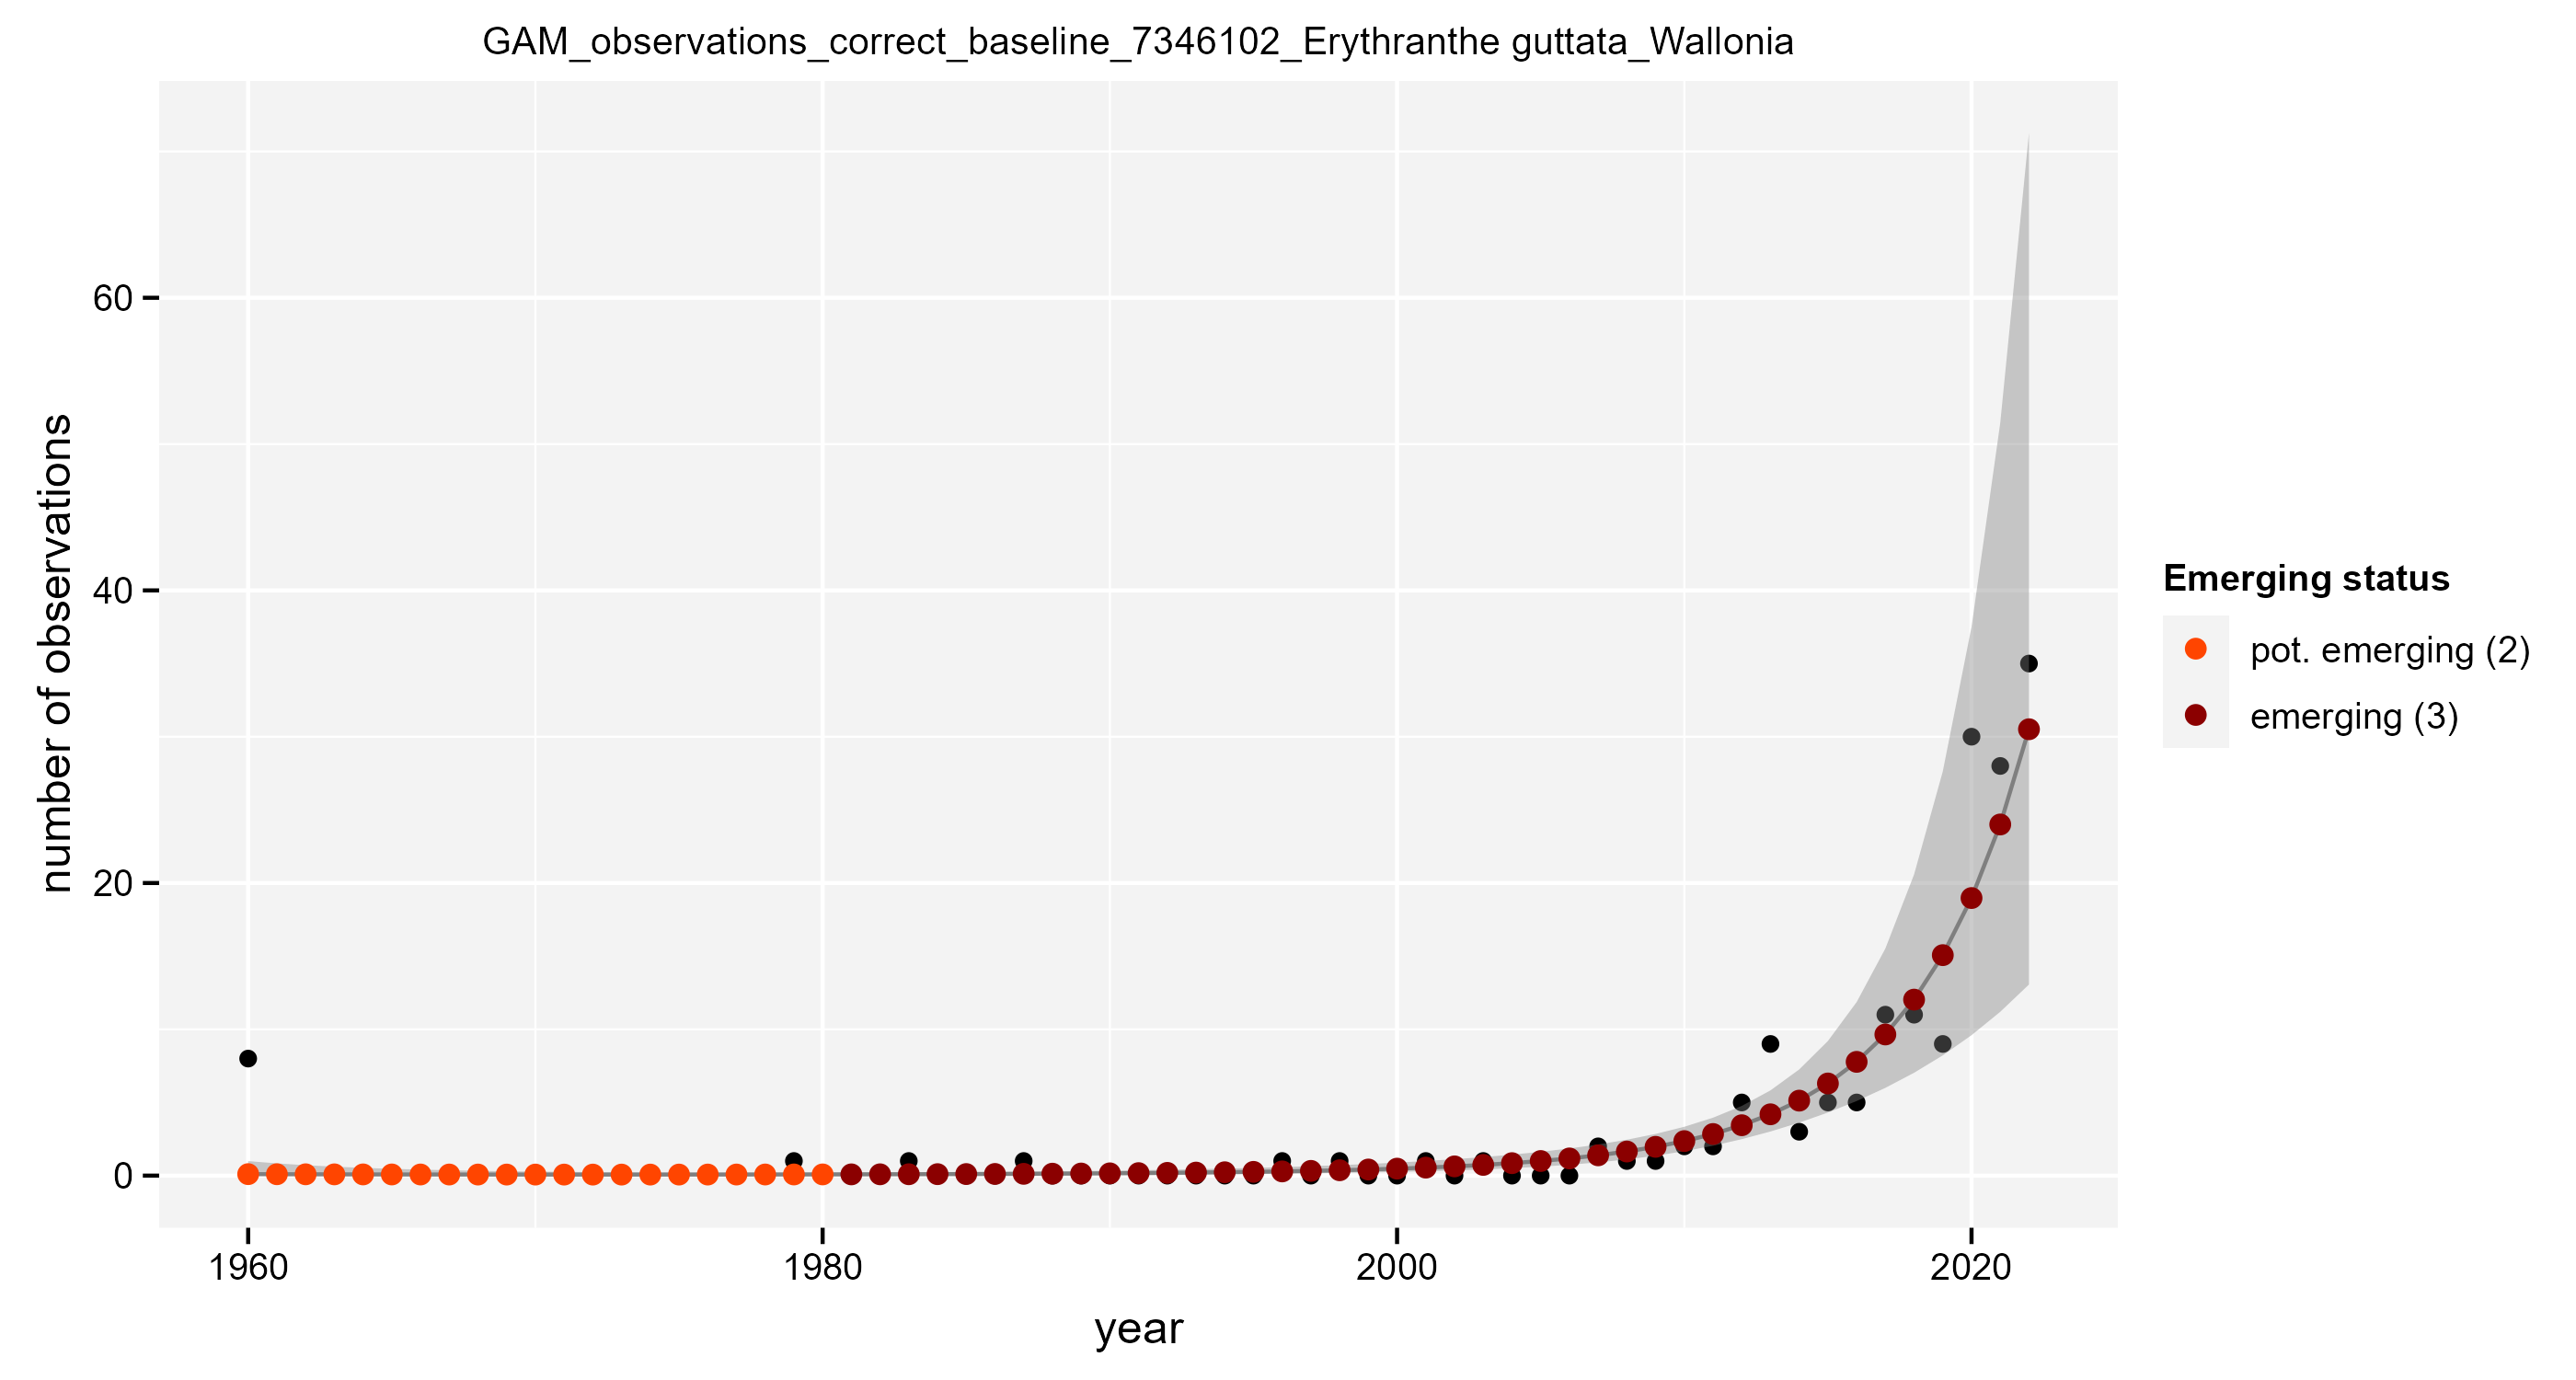 GAM_observations_correct_baseline_7346102_Erythranthe guttata_Wallonia
number of observations
60
40
20
0
1960
1980
2000
2020
year
Emerging status
pot. emerging (2)
emerging (3)